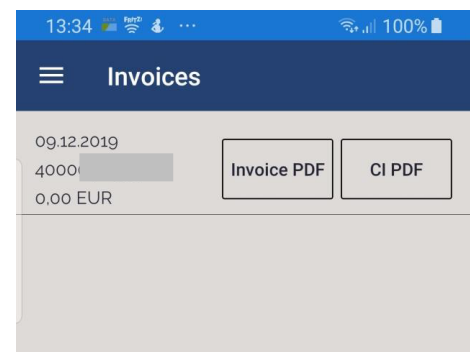 13:34 ... 100%
Invoices
09.12.2019
4000
0,00 EUR
Invoice PDF
CI PDF